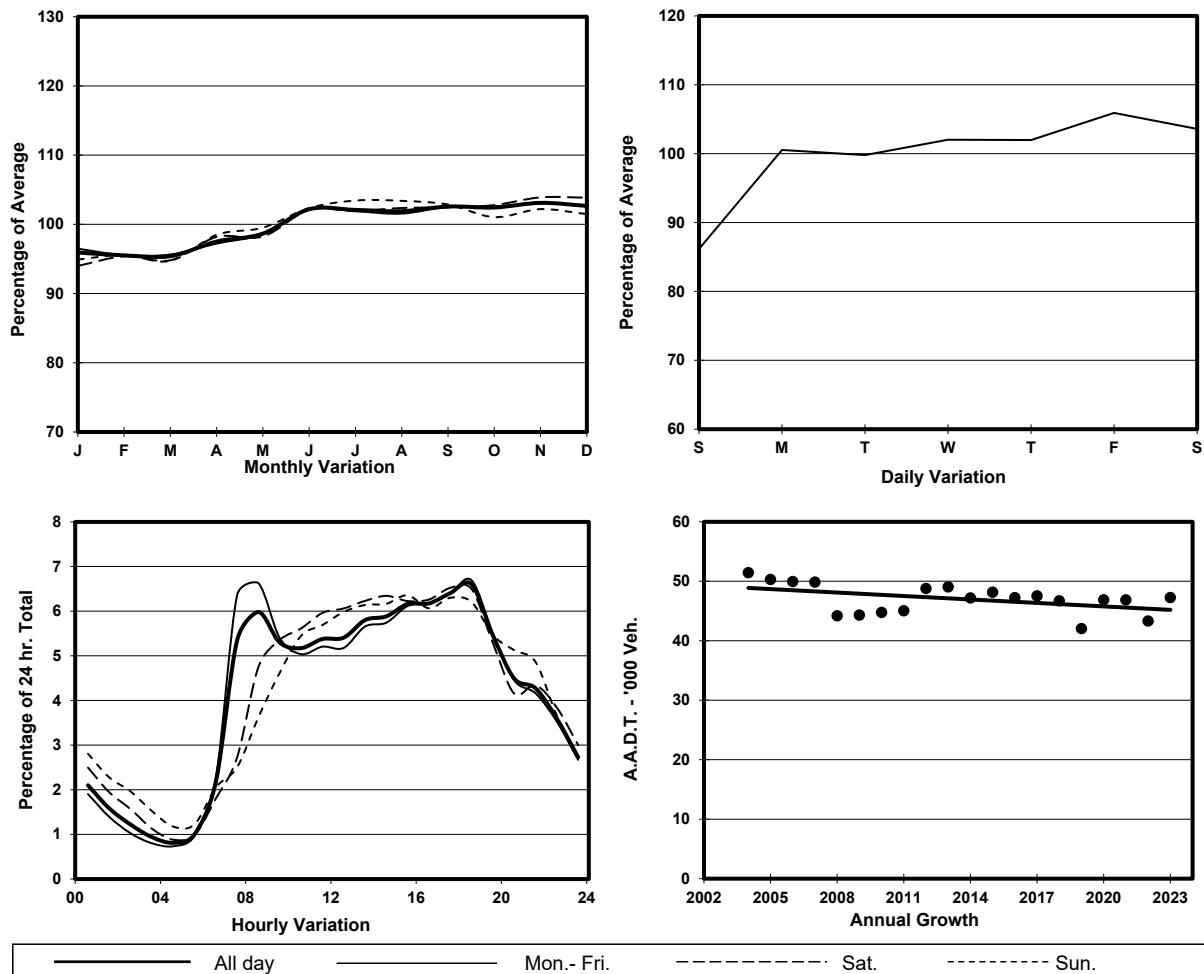 130
120
110
100
90
80
70
Percentage of Average
J F M A M J J A S O N D
Monthly Variation
120
110
100
90
80
70
60
Percentage of Average
S M T W T F S
Daily Variation
8
7
6
5
4
3
2
1
0
Percentage of 24 hr. Total
00 04 08 12 16 20 24
Hourly Variation
60
50
40
30
20
10
0
A.A.D.T. - '000 Veh.
2002 2005 2008 2011 2014 2017 2020 2023
Annual Growth
All day Mon.- Fri. Sat. Sun.